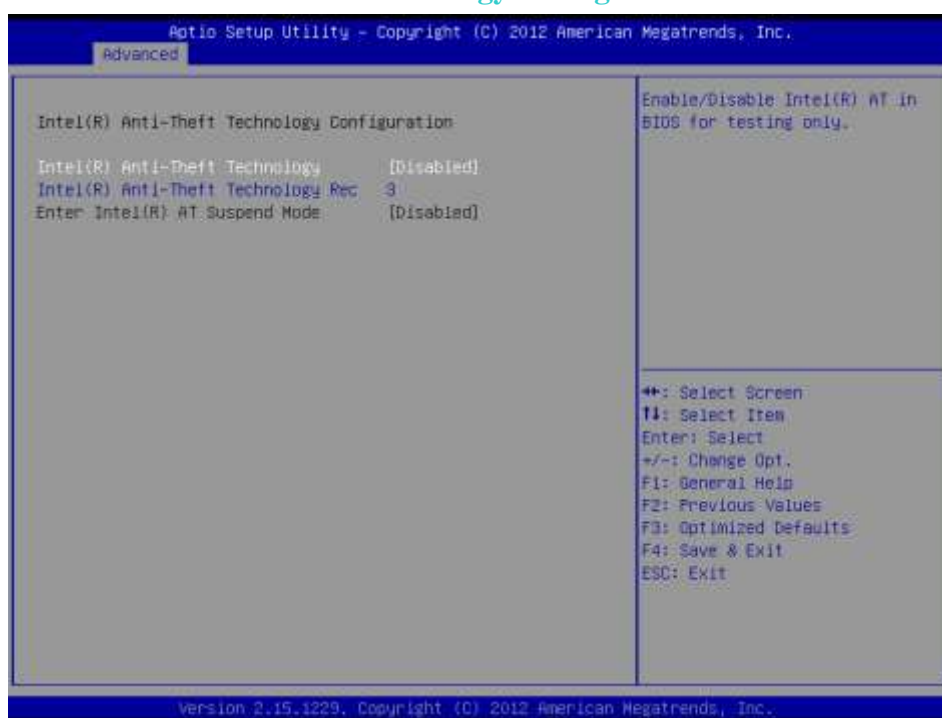 Aptio Setup Utility - Copyright (C) 2012 American Megatrends, Inc.
Advanced
Intel(R) Anti-Theft Technology Configuration
Intel(R) Anti-Theft Technology [Disabled]
Intel(R) Anti-Theft Technology Rec 3
Enter Intel(R) AT Suspend Mode [Disabled]
Enable/Disable Intel(R) AT in
BIOS for testing only.
↔: Select Screen
↑↓: Select Item
Enter: Select
+/-: Change Opt.
F1: General Help
F2: Previous Values
F3: Optimized Defaults
F4: Save & Exit
ESC: Exit
Version 2.15.1229. Copyright (C) 2012 American Megatrends, Inc.